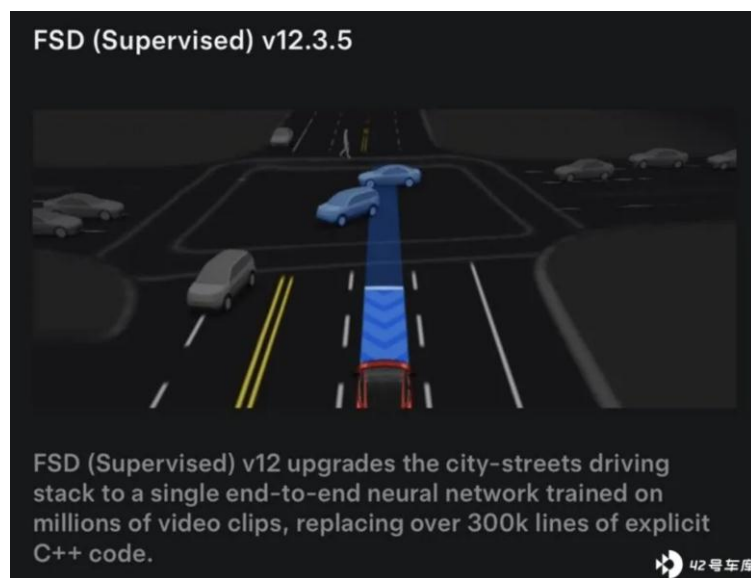 FSD (Supervised) v12.3.5
FSD (Supervised) v12 upgrades the city-streets driving
stack to a single end-to-end neural network trained on
millions of video clips, replacing over 300k lines of explicit
C++ code.
42号车库